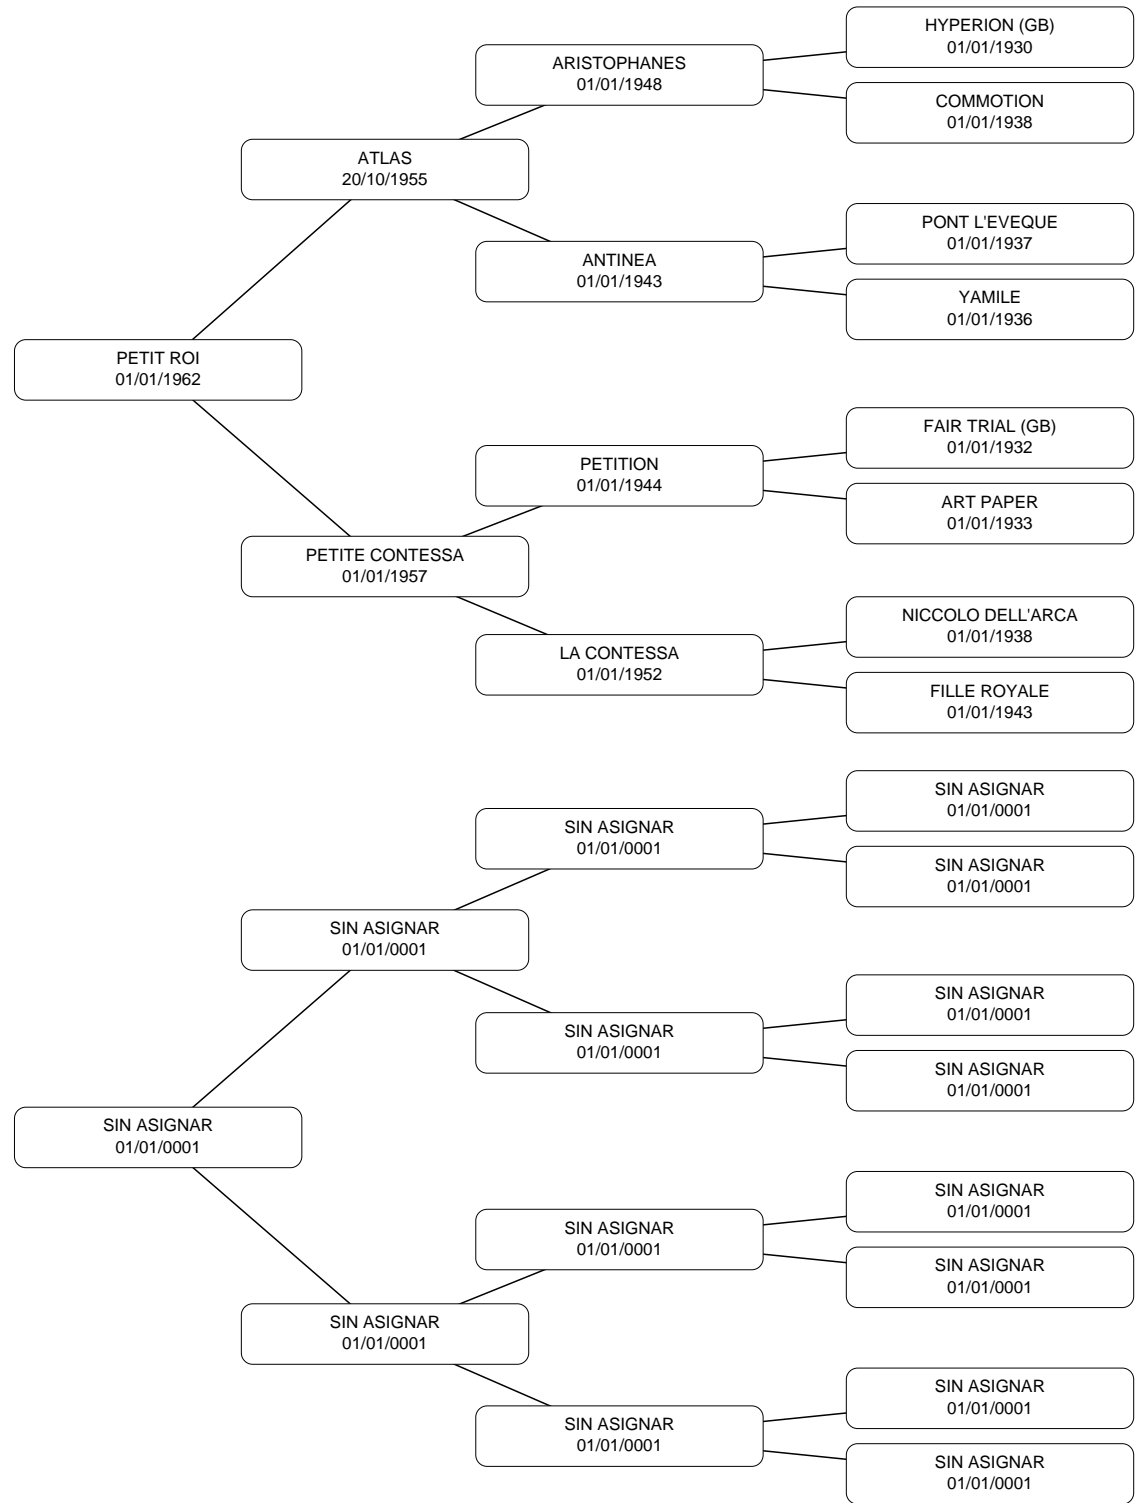 HYPERION (GB)
01/01/1930
ARISTOPHANES
01/01/1948
COMMOTION
01/01/1938
ATLAS
20/10/1955
PONT L'EVEQUE
01/01/1937
ANTINEA
01/01/1943
YAMILE
01/01/1936
PETIT ROI
01/01/1962
FAIR TRIAL (GB)
01/01/1932
PETITION
01/01/1944
ART PAPER
01/01/1933
PETITE CONTESSA
01/01/1957
NICCOLO DELL'ARCA
01/01/1938
LA CONTESSA
01/01/1952
FILLE ROYALE
01/01/1943
SIN ASIGNAR
01/01/0001
SIN ASIGNAR
01/01/0001
SIN ASIGNAR
01/01/0001
SIN ASIGNAR
01/01/0001
SIN ASIGNAR
01/01/0001
SIN ASIGNAR
01/01/0001
SIN ASIGNAR
01/01/0001
SIN ASIGNAR
01/01/0001
SIN ASIGNAR
01/01/0001
SIN ASIGNAR
01/01/0001
SIN ASIGNAR
01/01/0001
SIN ASIGNAR
01/01/0001
SIN ASIGNAR
01/01/0001
SIN ASIGNAR
01/01/0001
SIN ASIGNAR
01/01/0001